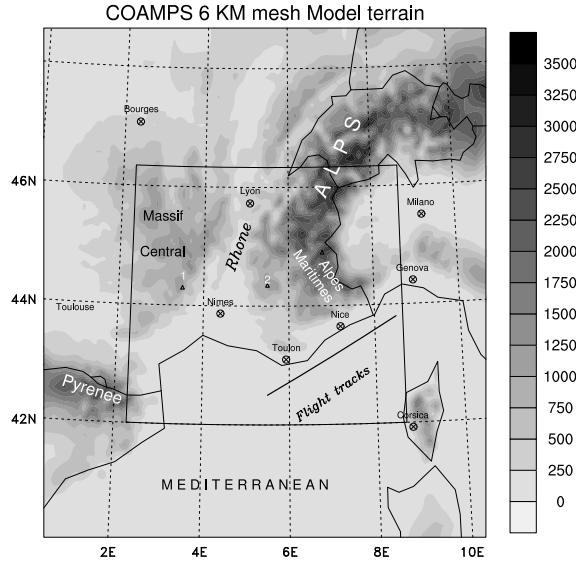 COAMPS 6 KM mesh Model terrain
Bourges
ALPS
46N
Lyon
Milano
Massif
Central
Rhone
1
2
Alpes
Maritimes
Genova
44N
Toulouse
Nimes
Nice
Toulon
Pyrenee
Flight tracks
42N
Corsica
MEDITERRANEAN
2E
4E
6E
8E
10E
3500
3250
3000
2750
2500
2250
2000
1750
1500
1250
1000
750
500
250
0